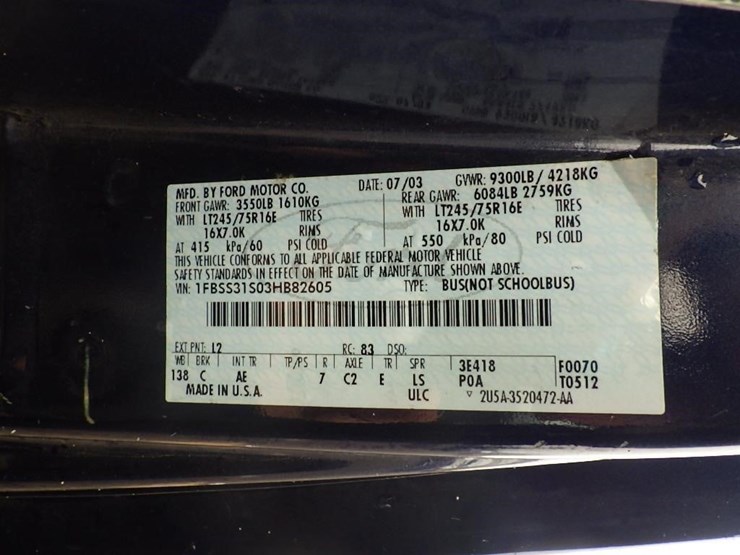 MFD. BY FORD MOTOR CO. DATE: 07/03 GVWR: 9300LB/ 4218KG
FRONT GAWR: 3550LB 1610KG REAR GAWR: 6084LB 2759KG
WITH LT245/75R16E TIRES WITH LT245/75R16E TIRES
16X7.0K RIMS 16X7.0K RIMS
AT 415 kPa/60 PSI COLD AT 550 kPa/80 PSI COLD
THIS VEHICLE CONFORMS TO ALL APPLICABLE FEDERAL MOTOR VEHICLE
SAFETY STANDARDS IN EFFECT ON THE DATE OF MANUFACTURE SHOWN ABOVE.
VIN: 1FBSS31S03HB82605 TYPE: BUS(NOT SCHOOLBUS)
EXT PNT: L2 RC: 83 DSO:
WB BRK INT TR TP/PS R AXLE TR SPR 3E418 F0070
138 C AE 7 C2 E LS P0A T0512
MADE IN U.S.A. ULC ▽ 2U5A-3520472-AA